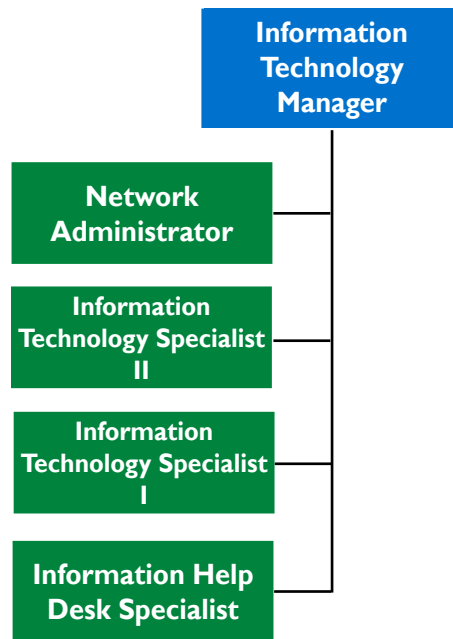 Information
Technology
Manager
Network
Administrator
Information
Technology Specialist
II
Information
Technology Specialist
I
Information Help
Desk Specialist